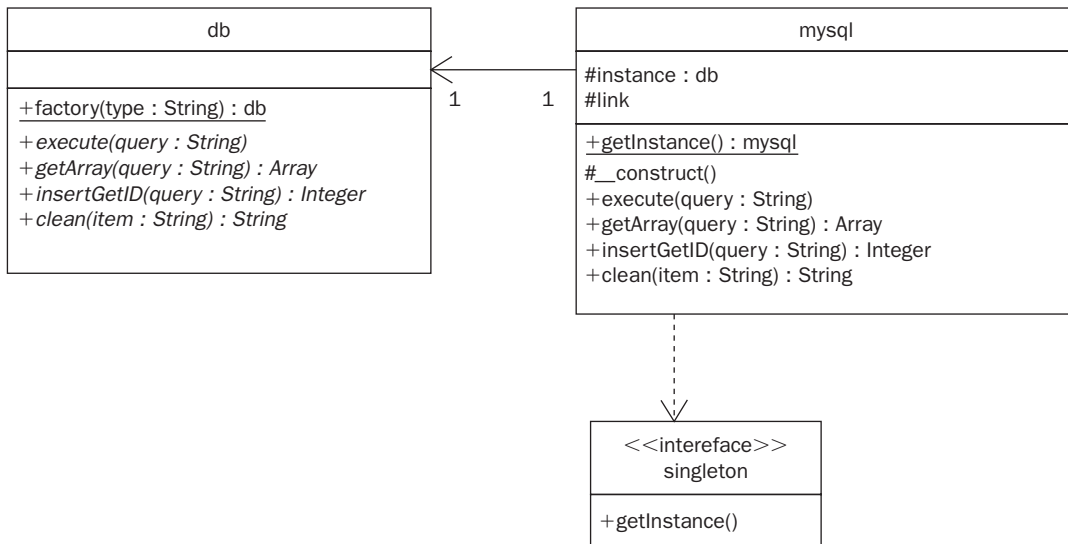 db
+factory(type : String) : db
+execute(query : String)
+getArray(query : String) : Array
+insertGetID(query : String) : Integer
+clean(item : String) : String
1
1
mysql
#instance : db
#link
+getInstance() : mysql
#__construct()
+execute(query : String)
+getArray(query : String) : Array
+insertGetID(query : String) : Integer
+clean(item : String) : String
<<intereface>>
singleton
+getInstance()